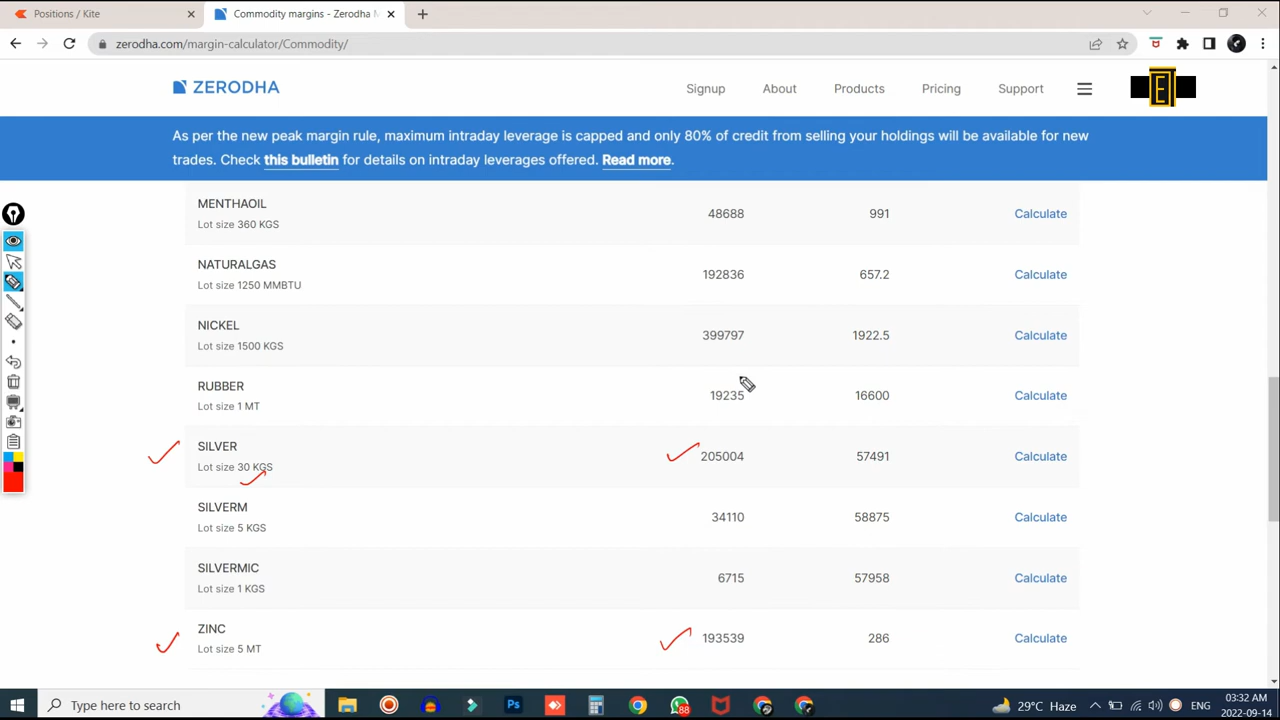 Positions / Kite
Commodity margins - Zerodha M
zerodha.com/margin-calculator/Commodity/
ZERODHA
Signup About Products Pricing Support
E
As per the new peak margin rule, maximum intraday leverage is capped and only 80% of credit from selling your holdings will be available for new
trades. Check this bulletin for details on intraday leverages offered. Read more.
MENTHAOIL
Lot size 360 KGS
48688 991 Calculate
NATURALGAS
Lot size 1250 MMBTU
192836 657.2 Calculate
NICKEL
Lot size 1500 KGS
399797 1922.5 Calculate
RUBBER
Lot size 1 MT
19235 16600 Calculate
SILVER
Lot size 30 KGS
205004 57491 Calculate
SILVERM
Lot size 5 KGS
34110 58875 Calculate
SILVERMIC
Lot size 1 KGS
6715 57958 Calculate
ZINC
Lot size 5 MT
193539 286 Calculate
Type here to search
Ps
88
29°C Haze
ENG
03:32 AM
2022-09-14